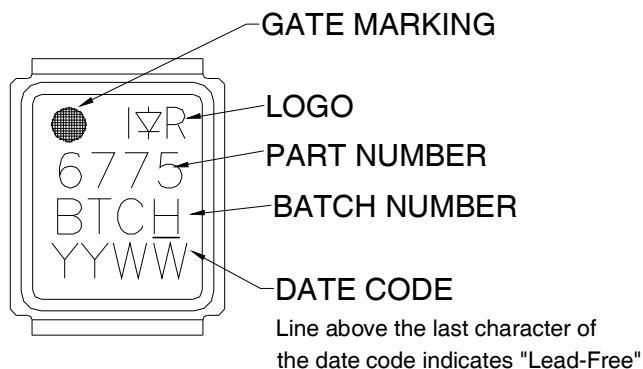 GATE MARKING
I R
LOGO
6775
PART NUMBER
BTCH
BATCH NUMBER
YYWW
DATE CODE
Line above the last character of
the date code indicates "Lead-Free"